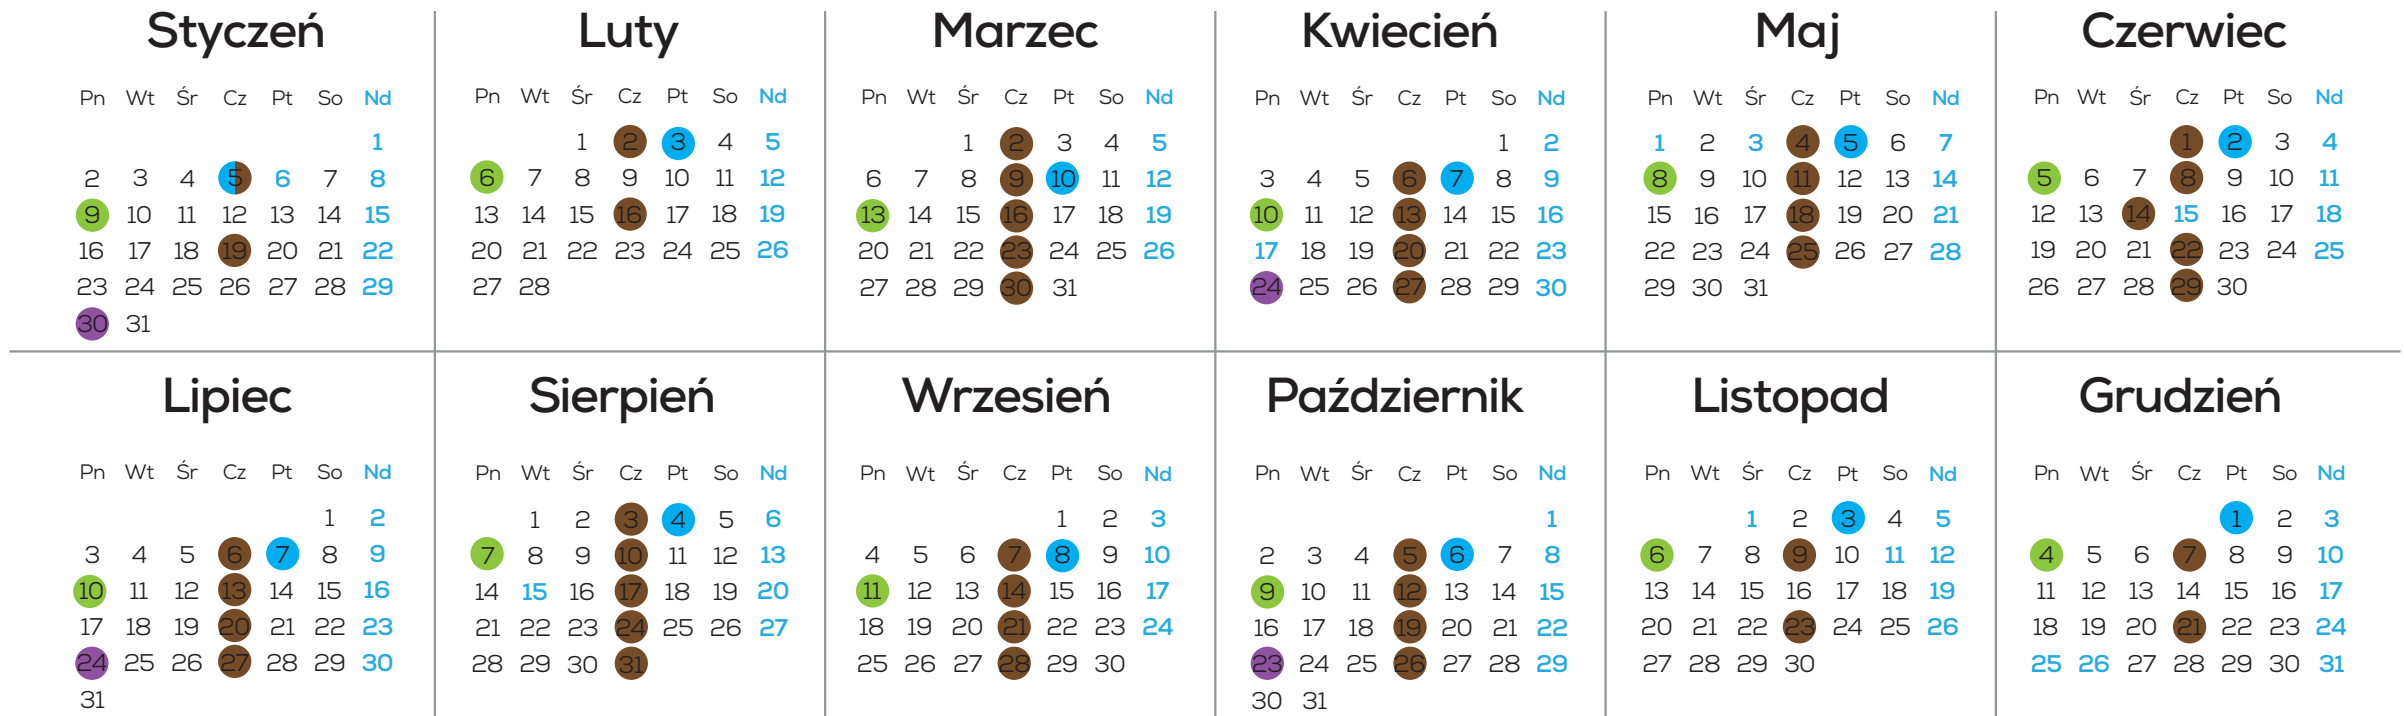 Styczeń Luty Marzec Kwiecień Maj Czerwiec
Pn Wt Śr Cz Pt So Nd Pn Wt Śr Cz Pt So Nd Pn Wt Śr Cz Pt So Nd Pn Wt Śr Cz Pt So Nd Pn Wt Śr Cz Pt So Nd Pn Wt Śr Cz Pt So Nd
1 1 2 3 4 5 1 2 3 4 5 1 2 1 2 3 4 5 6 7 1 2 3 4
2 3 4 5 6 7 8 6 7 8 9 10 11 12 6 7 8 9 10 11 12 3 4 5 6 7 8 9 8 9 10 11 12 13 14 5 6 7 8 9 10 11
9 10 11 12 13 14 15 13 14 15 16 17 18 19 13 14 15 16 17 18 19 10 11 12 13 14 15 16 15 16 17 18 19 20 21 12 13 14 15 16 17 18
16 17 18 19 20 21 22 20 21 22 23 24 25 26 20 21 22 23 24 25 26 17 18 19 20 21 22 23 22 23 24 25 26 27 28 19 20 21 22 23 24 25
23 24 25 26 27 28 29 27 28 27 28 29 30 31 24 25 26 27 28 29 30 29 30 31 26 27 28 29 30
30 31
Lipiec Sierpień Wrzesień Październik Listopad Grudzień
Pn Wt Śr Cz Pt So Nd Pn Wt Śr Cz Pt So Nd Pn Wt Śr Cz Pt So Nd Pn Wt Śr Cz Pt So Nd Pn Wt Śr Cz Pt So Nd Pn Wt Śr Cz Pt So Nd
1 2 1 2 3 4 5 6 1 2 3 1 1 2 3 4 5 1 2 3
3 4 5 6 7 8 9 7 8 9 10 11 12 13 4 5 6 7 8 9 10 2 3 4 5 6 7 8 6 7 8 9 10 11 12 4 5 6 7 8 9 10
10 11 12 13 14 15 16 14 15 16 17 18 19 20 11 12 13 14 15 16 17 9 10 11 12 13 14 15 13 14 15 16 17 18 19 11 12 13 14 15 16 17
17 18 19 20 21 22 23 21 22 23 24 25 26 27 18 19 20 21 22 23 24 16 17 18 19 20 21 22 20 21 22 23 24 25 26 18 19 20 21 22 23 24
24 25 26 27 28 29 30 28 29 30 31 25 26 27 28 29 30 23 24 25 26 27 28 29 27 28 29 30 25 26 27 28 29 30 31
31 30 31